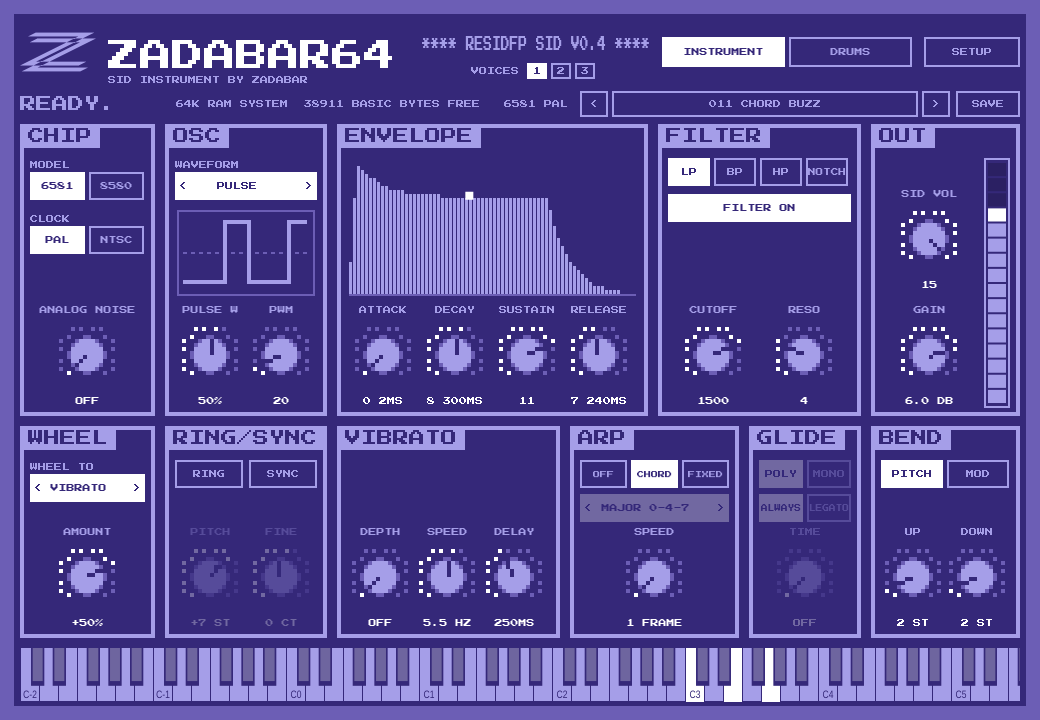 ZADABAR64
SID INSTRUMENT BY ZADABAR
**** RESIDFP SID V0.4 ****
VOICES 1 2 3
INSTRUMENT DRUMS SETUP
READY.
64K RAM SYSTEM 38911 BASIC BYTES FREE 6581 PAL
< 011 CHORD BUZZ > SAVE
CHIP
MODEL
6581 8580
CLOCK
PAL NTSC
ANALOG NOISE
OFF
OSC
WAVEFORM
< PULSE >
PULSE W PWM
50% 20
ENVELOPE
ATTACK DECAY SUSTAIN RELEASE
0 2MS 8 300MS 11 7 240MS
FILTER
LP BP HP NOTCH
FILTER ON
CUTOFF RESO
1500 4
OUT
SID VOL
15
GAIN
6.0 DB
WHEEL
WHEEL TO
< VIBRATO >
AMOUNT
+50%
RING/SYNC
RING SYNC
PITCH FINE
+7 ST 0 CT
VIBRATO
DEPTH SPEED DELAY
OFF 5.5 HZ 250MS
ARP
OFF CHORD FIXED
< MAJOR 0-4-7 >
SPEED
1 FRAME
GLIDE
POLY MONO
ALWAYS LEGATO
TIME
OFF
BEND
PITCH MOD
UP DOWN
2 ST 2 ST
C-2 C-1 C0 C1 C2 C3 C4 C5